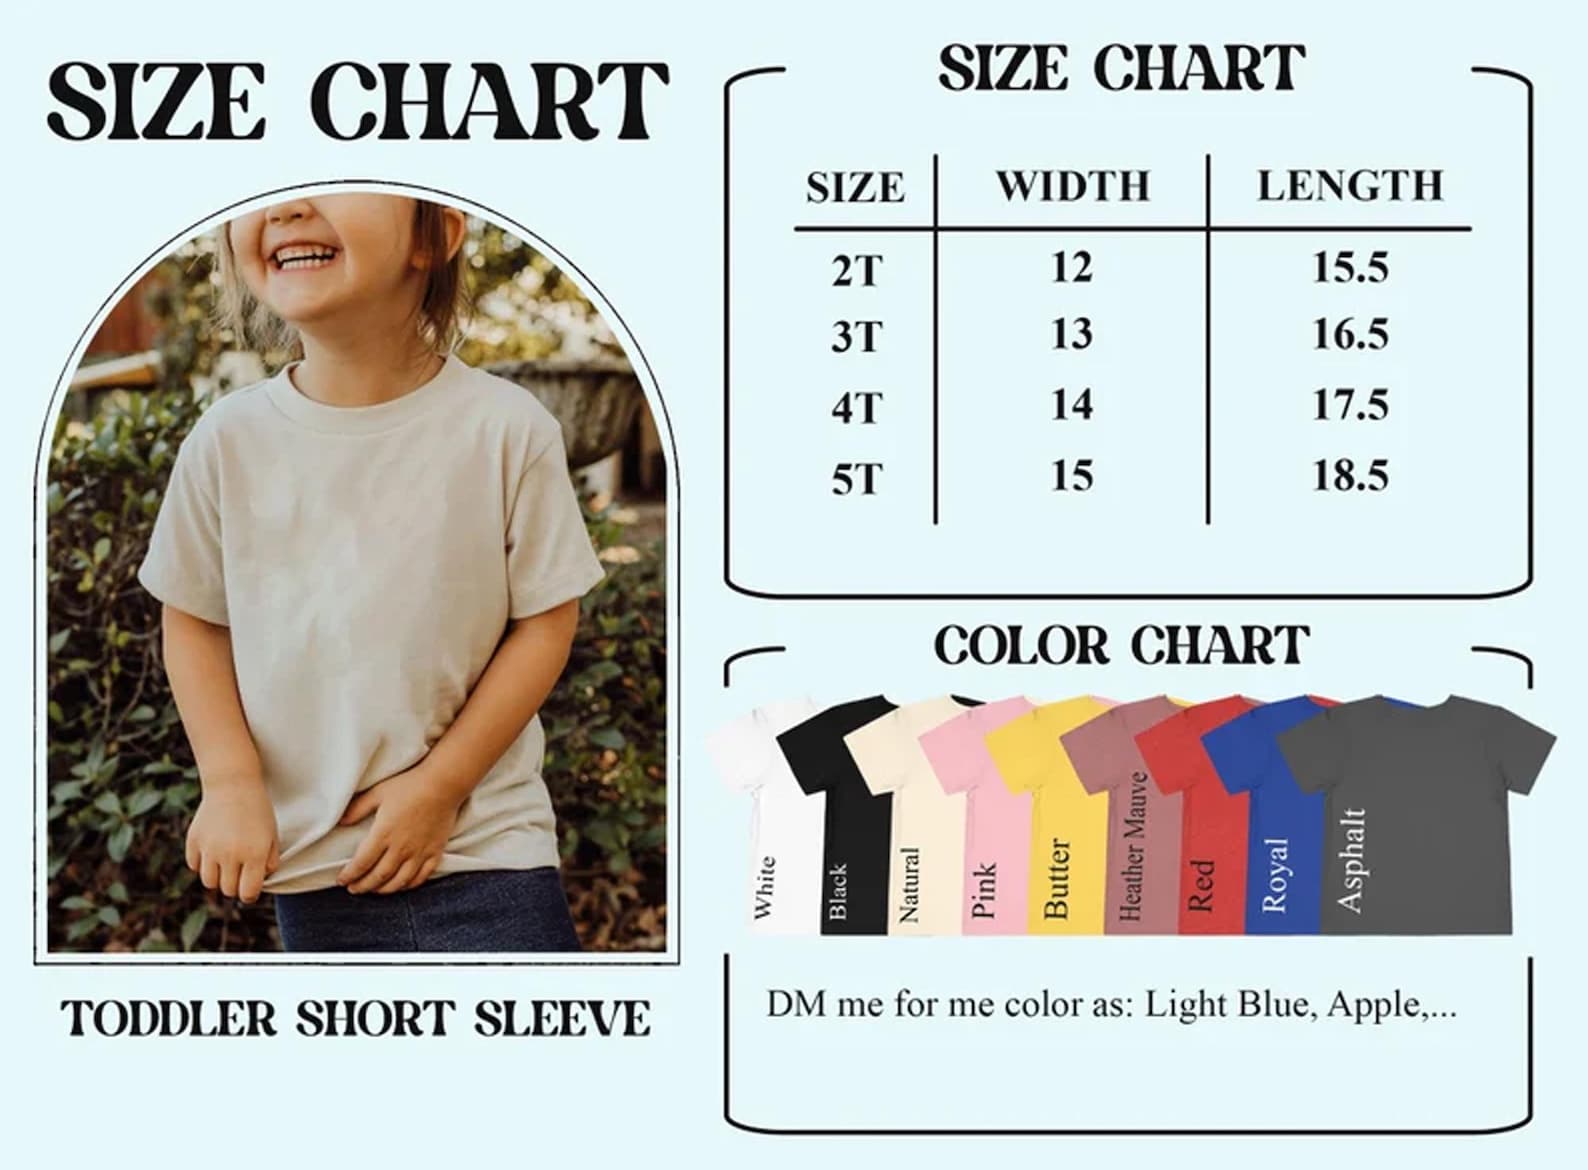 SIZE CHART
TODDLER SHORT SLEEVE
SIZE CHART
SIZE WIDTH LENGTH
2T 12 15.5
3T 13 16.5
4T 14 17.5
5T 15 18.5
COLOR CHART
White
Black
Natural
Pink
Butter
Heather Mauve
Red
Royal
Asphalt
DM me for me color as: Light Blue, Apple,...